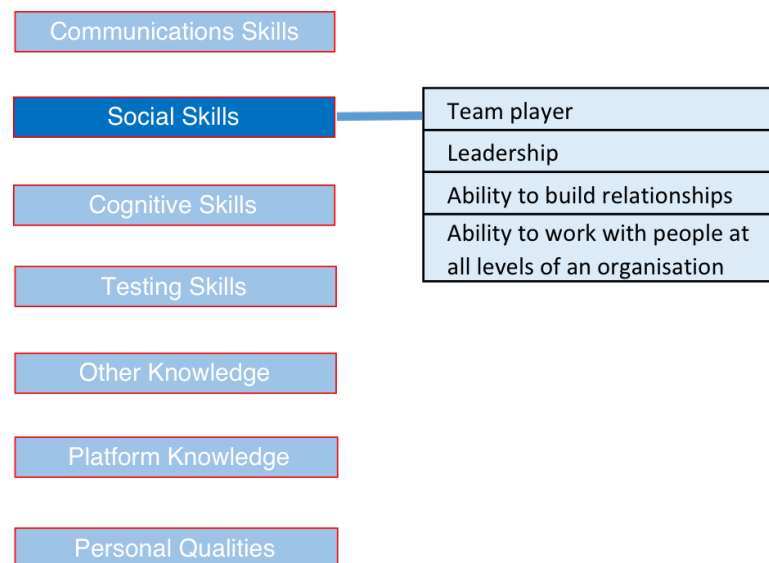 Communications Skills
Social Skills
Team player
Leadership
Ability to build relationships
Ability to work with people at
all levels of an organisation
Cognitive Skills
Testing Skills
Other Knowledge
Platform Knowledge
Personal Qualities